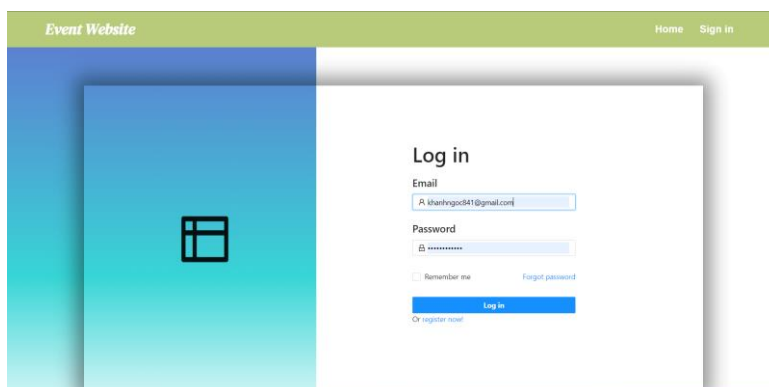 Event Website
Home Sign in
Log in
Email
khanhngoc841@gmail.com
Password
••••••••••••
Remember me Forgot password
Log in
Or register now!